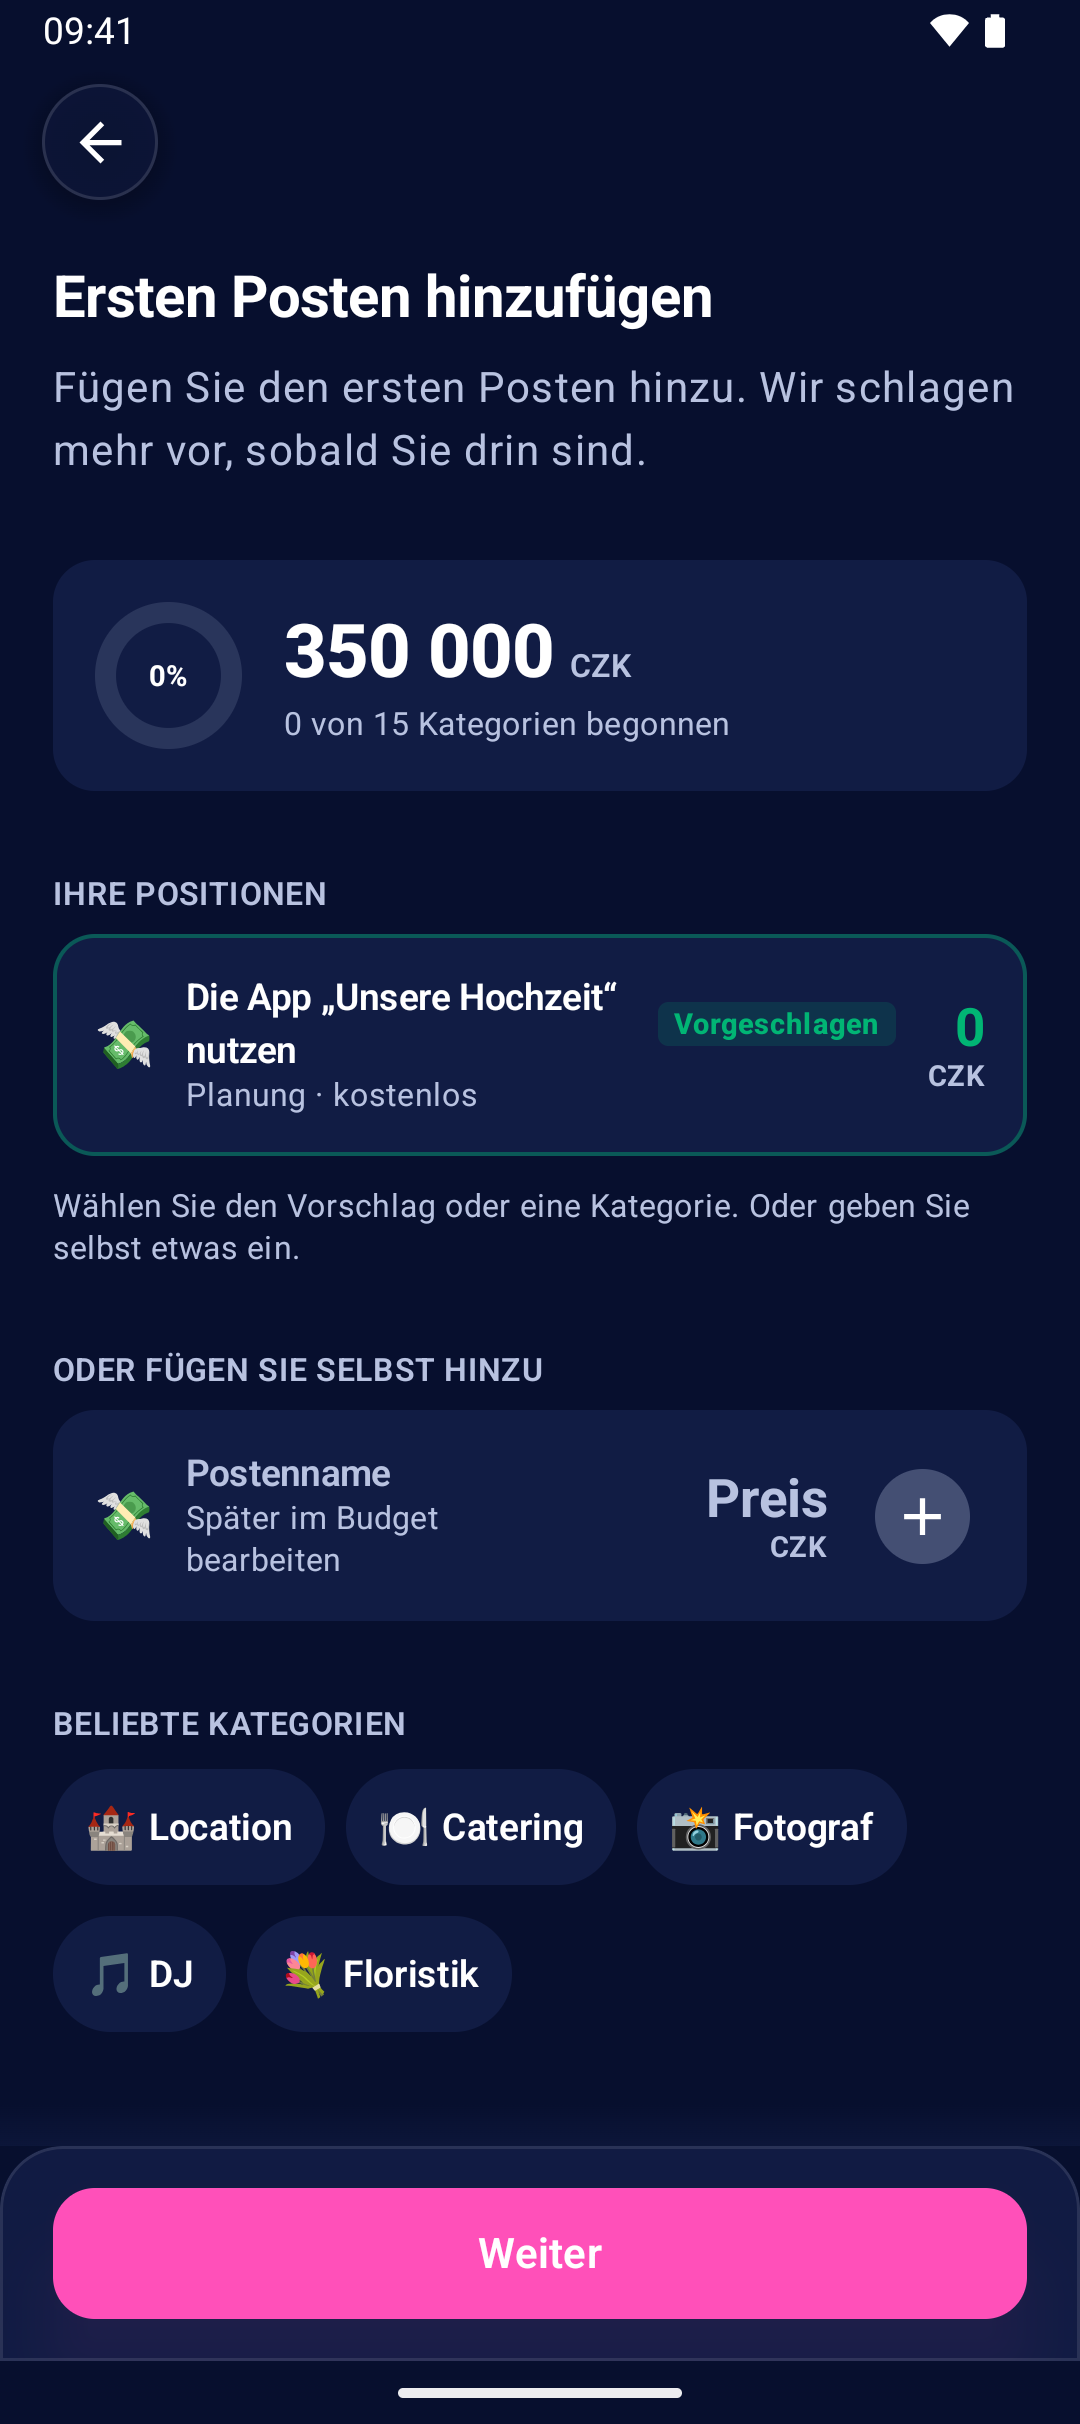 09:41
Ersten Posten hinzufügen
Fügen Sie den ersten Posten hinzu. Wir schlagen
mehr vor, sobald Sie drin sind.
0%
350 000 CZK
0 von 15 Kategorien begonnen
IHRE POSITIONEN
Die App „Unsere Hochzeit“
nutzen
Planung · kostenlos
Vorgeschlagen
0
CZK
Wählen Sie den Vorschlag oder eine Kategorie. Oder geben Sie
selbst etwas ein.
ODER FÜGEN SIE SELBST HINZU
Postenname
Später im Budget
bearbeiten
Preis
CZK
BELIEBTE KATEGORIEN
Location
Catering
Fotograf
DJ
Floristik
Weiter